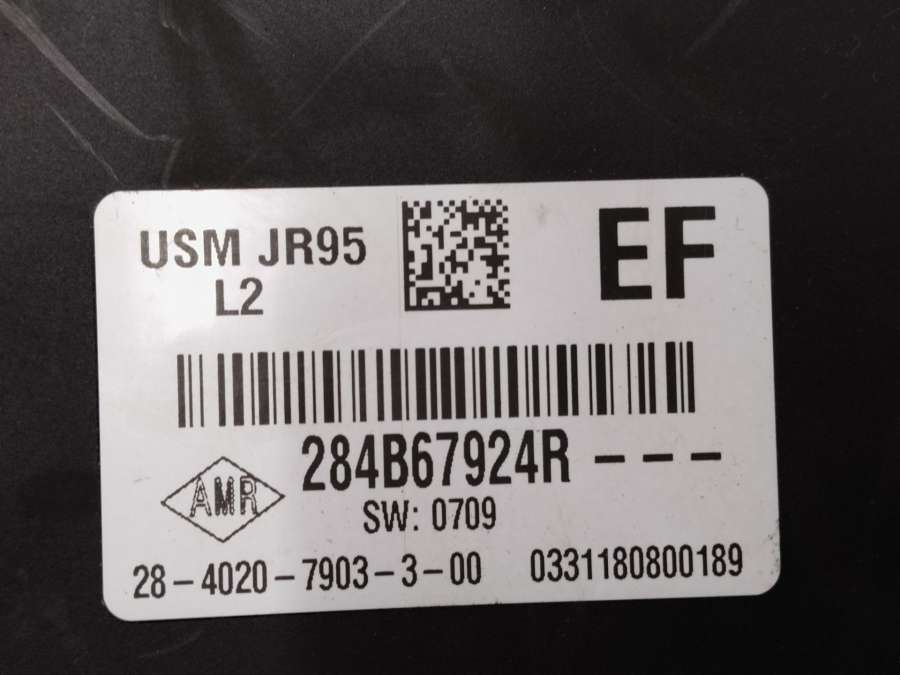 USM JR95
L2
EF
284B67924R - - -
AMR
SW: 0709
28-4020-7903-3-00
0331180800189